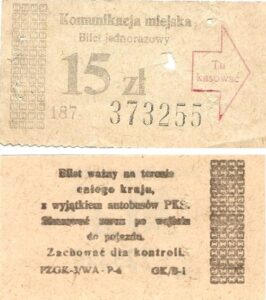 Komunikacja miejska
Bilet jednorazowy
15 zł
Tu
kasować
187 373255
Bilet ważny na terenie
całego kraju,
z wyjątkiem autobusów PKS.
Skasować zaraz po wejściu
do pojazdu.
Zachować dla kontroli.
PZGK-3/WA-P-6 GK/B-1